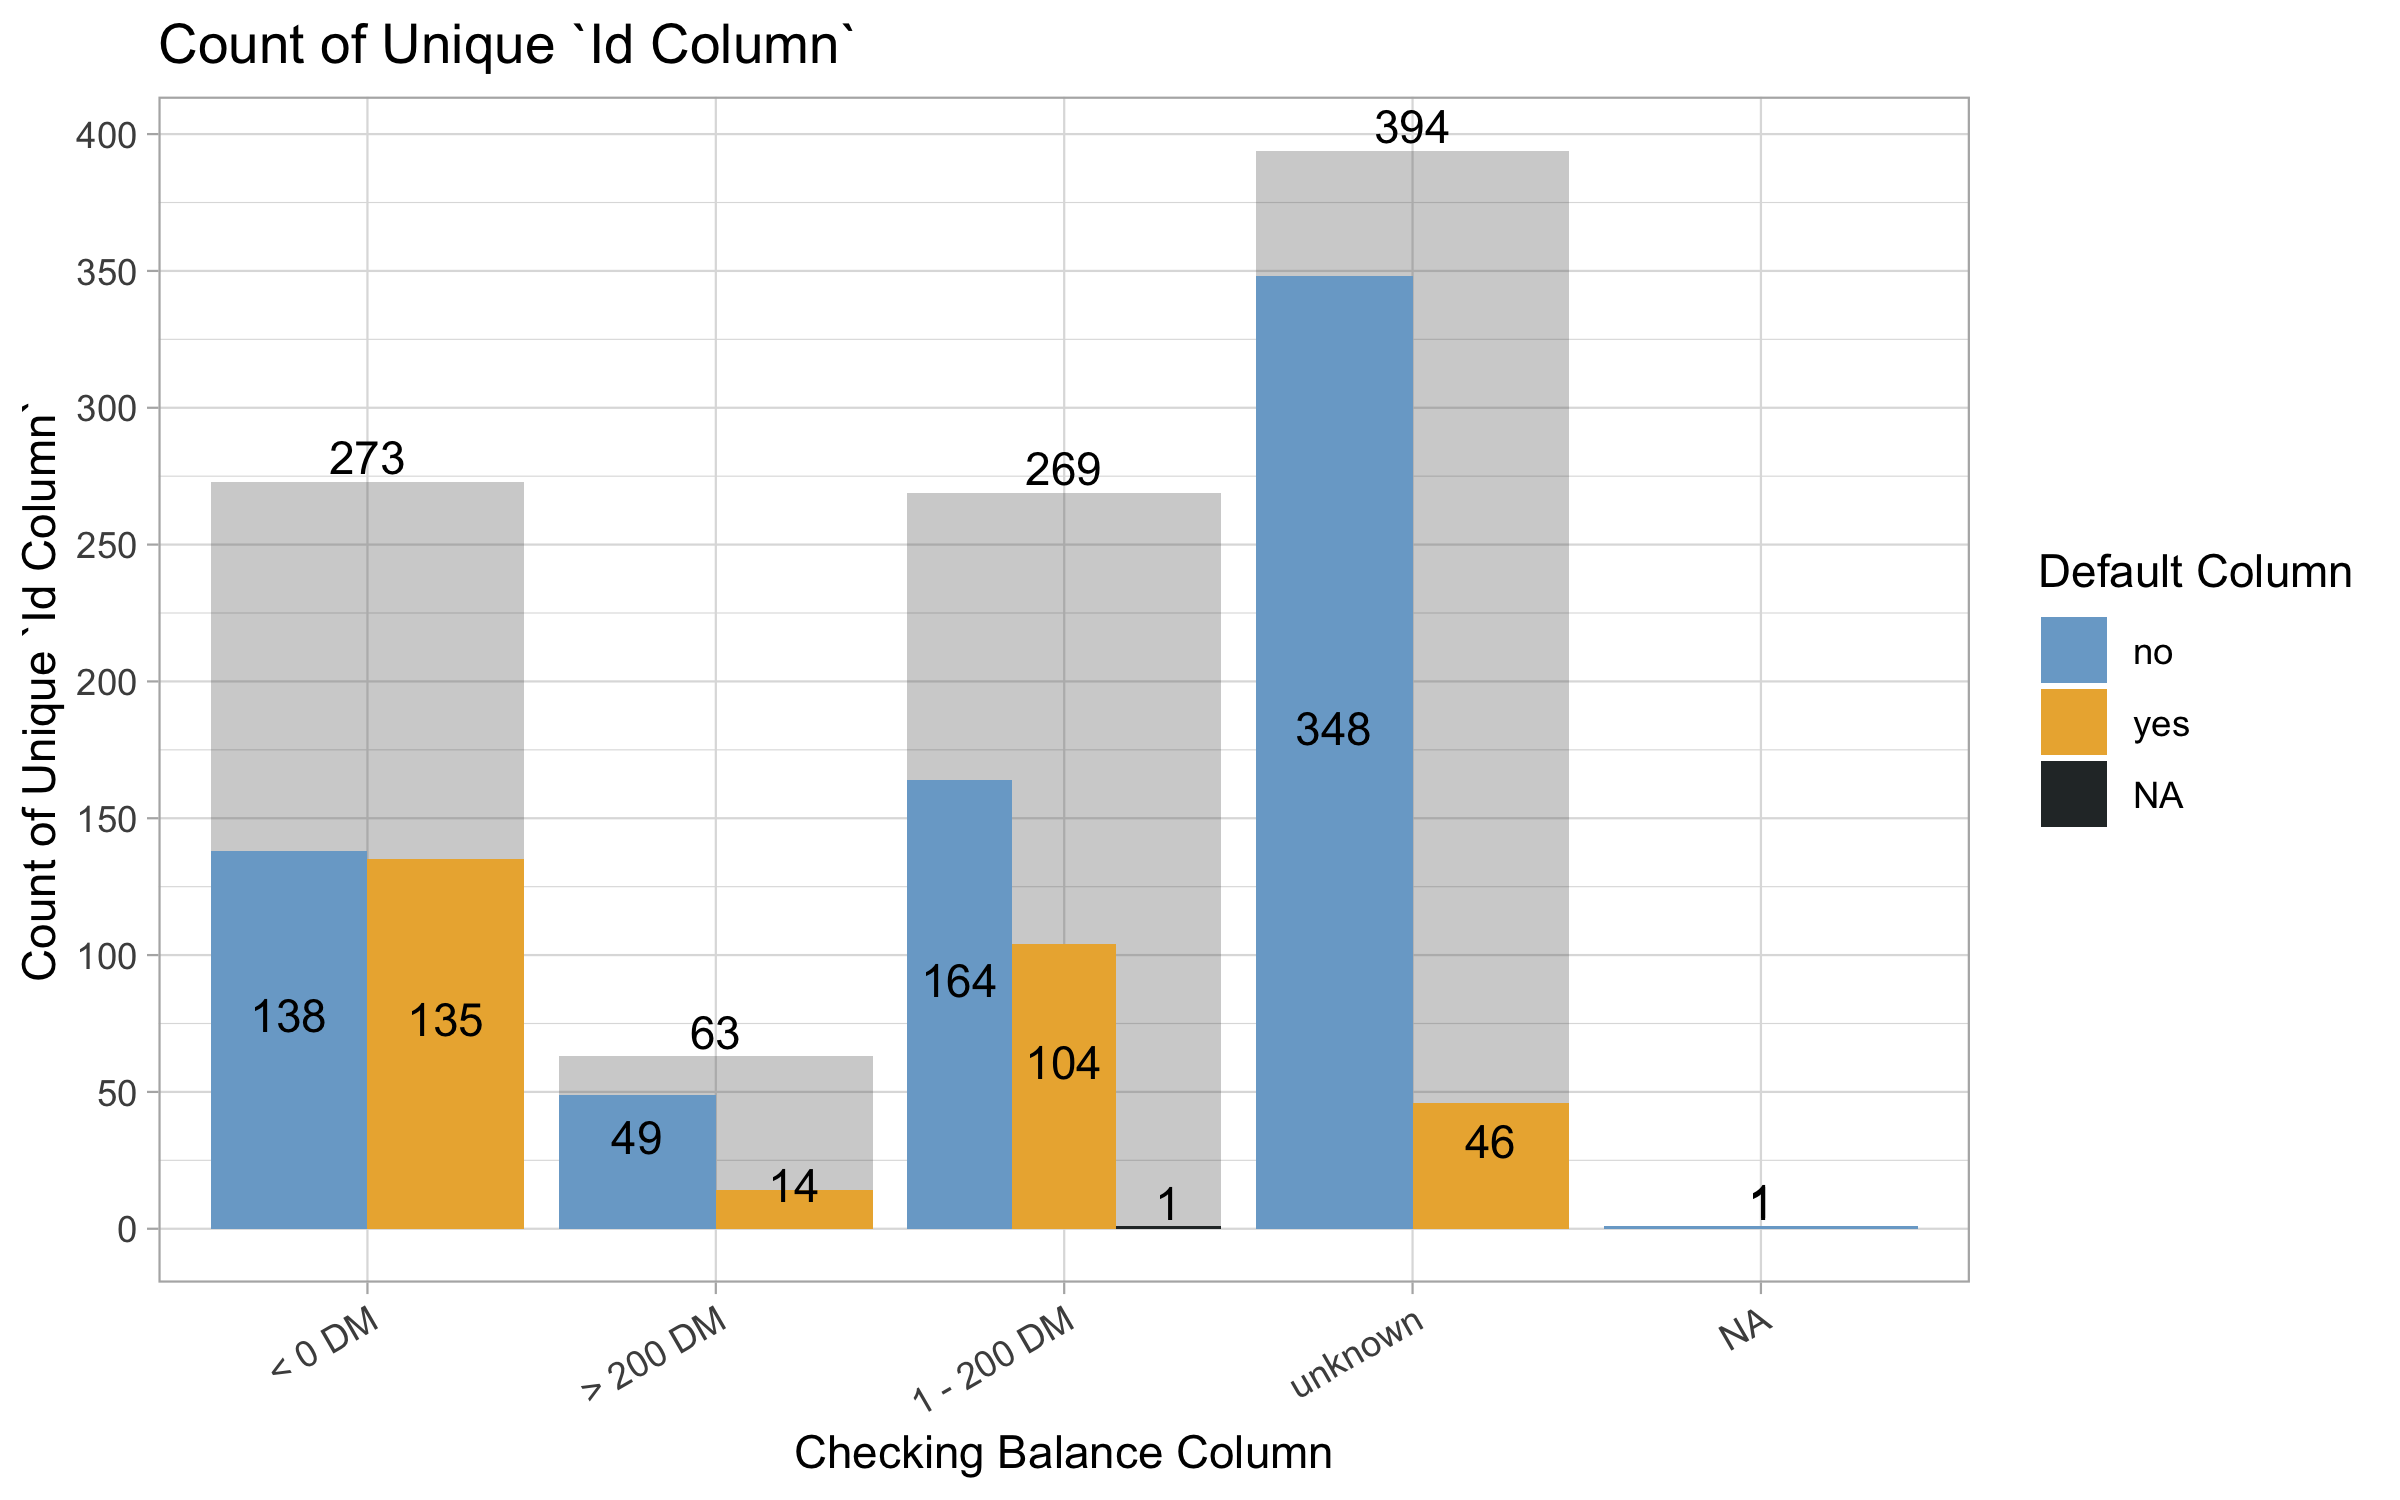 Count of Unique `Id Column`
Count of Unique `Id Column`
400
350
300
250
200
150
100
50
0
273
138
135
63
49
14
269
164
104
1
394
348
46
1
< 0 DM
> 200 DM
1 - 200 DM
unknown
NA
Checking Balance Column
Default Column
no
yes
NA